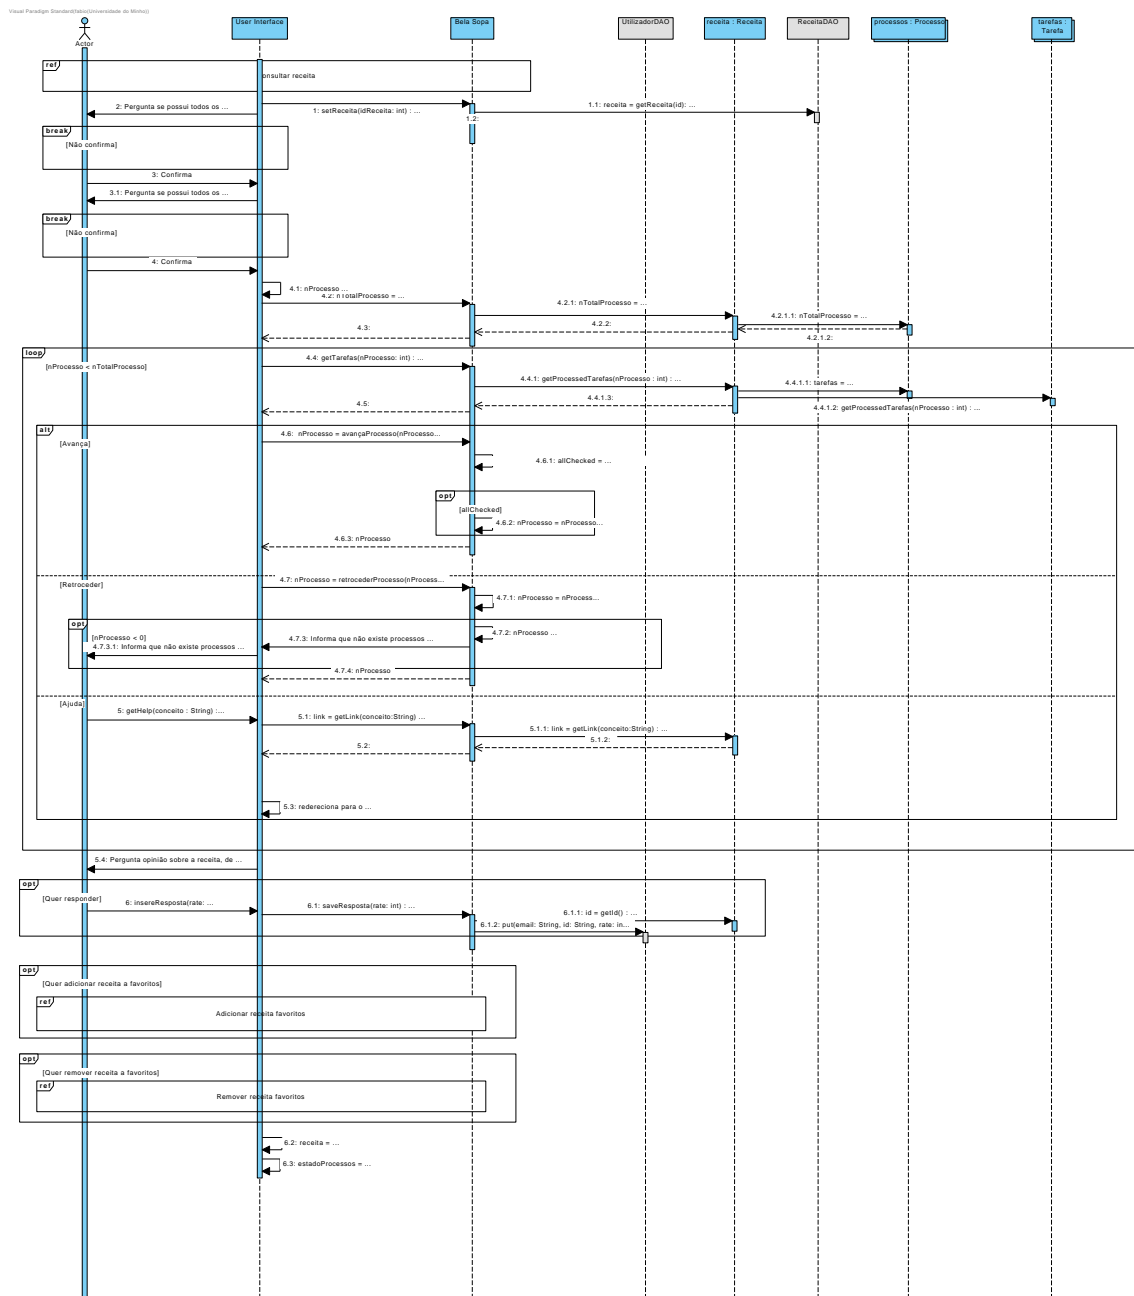 Visual Paradigm Standard(fabio(Universidade do Minho))
Actor
User Interface
Bela Sopa
UtilizadorDAO
receita : Receita
ReceitaDAO
processos : Processo
tarefas :
Tarefa
ref
onsultar receita
2: Pergunta se possui todos os ...
1: setReceita(idReceita: int) : ...
1.1: receita = getReceita(id): ...
1.2:
break
[Não confirma]
3: Confirma
3.1: Pergunta se possui todos os ...
break
[Não confirma]
4: Confirma
4.1: nProcesso ...
4.2: nTotalProcesso = ...
4.2.1: nTotalProcesso = ...
4.2.1.1: nTotalProcesso = ...
4.2.2:
4.3:
4.2.1.2:
loop
[nProcesso < nTotalProcesso]
4.4: getTarefas(nProcesso: int) : ...
4.4.1: getProcessedTarefas(nProcesso : int) : ...
4.4.1.1: tarefas = ...
4.4.1.3:
4.5:
4.4.1.2: getProcessedTarefas(nProcesso : int) : ...
alt
[Avança]
4.6: nProcesso = avançaProcesso(nProcesso...
4.6.1: allChecked = ...
opt
[allChecked]
4.6.2: nProcesso = nProcesso...
4.6.3: nProcesso
[Retroceder]
4.7: nProcesso = retrocederProcesso(nProcess...
4.7.1: nProcesso = nProcess...
opt
[nProcesso < 0]
4.7.2: nProcesso ...
4.7.3: Informa que não existe processos ...
4.7.3.1: Informa que não existe processos ...
4.7.4: nProcesso
[Ajuda]
5: getHelp(conceito : String) :...
5.1: link = getLink(conceito:String) ...
5.1.1: link = getLink(conceito:String) : ...
5.1.2:
5.2:
5.3: redereciona para o ...
5.4: Pergunta opinião sobre a receita, de ...
opt
[Quer responder]
6: insereResposta(rate: ...
6.1: saveResposta(rate: int) : ...
6.1.1: id = getId() : ...
6.1.2: put(email: String, id: String, rate: in...
opt
[Quer adicionar receita a favoritos]
ref
Adicionar receita favoritos
opt
[Quer remover receita a favoritos]
ref
Remover receita favoritos
6.2: receita = ...
6.3: estadoProcessos = ...